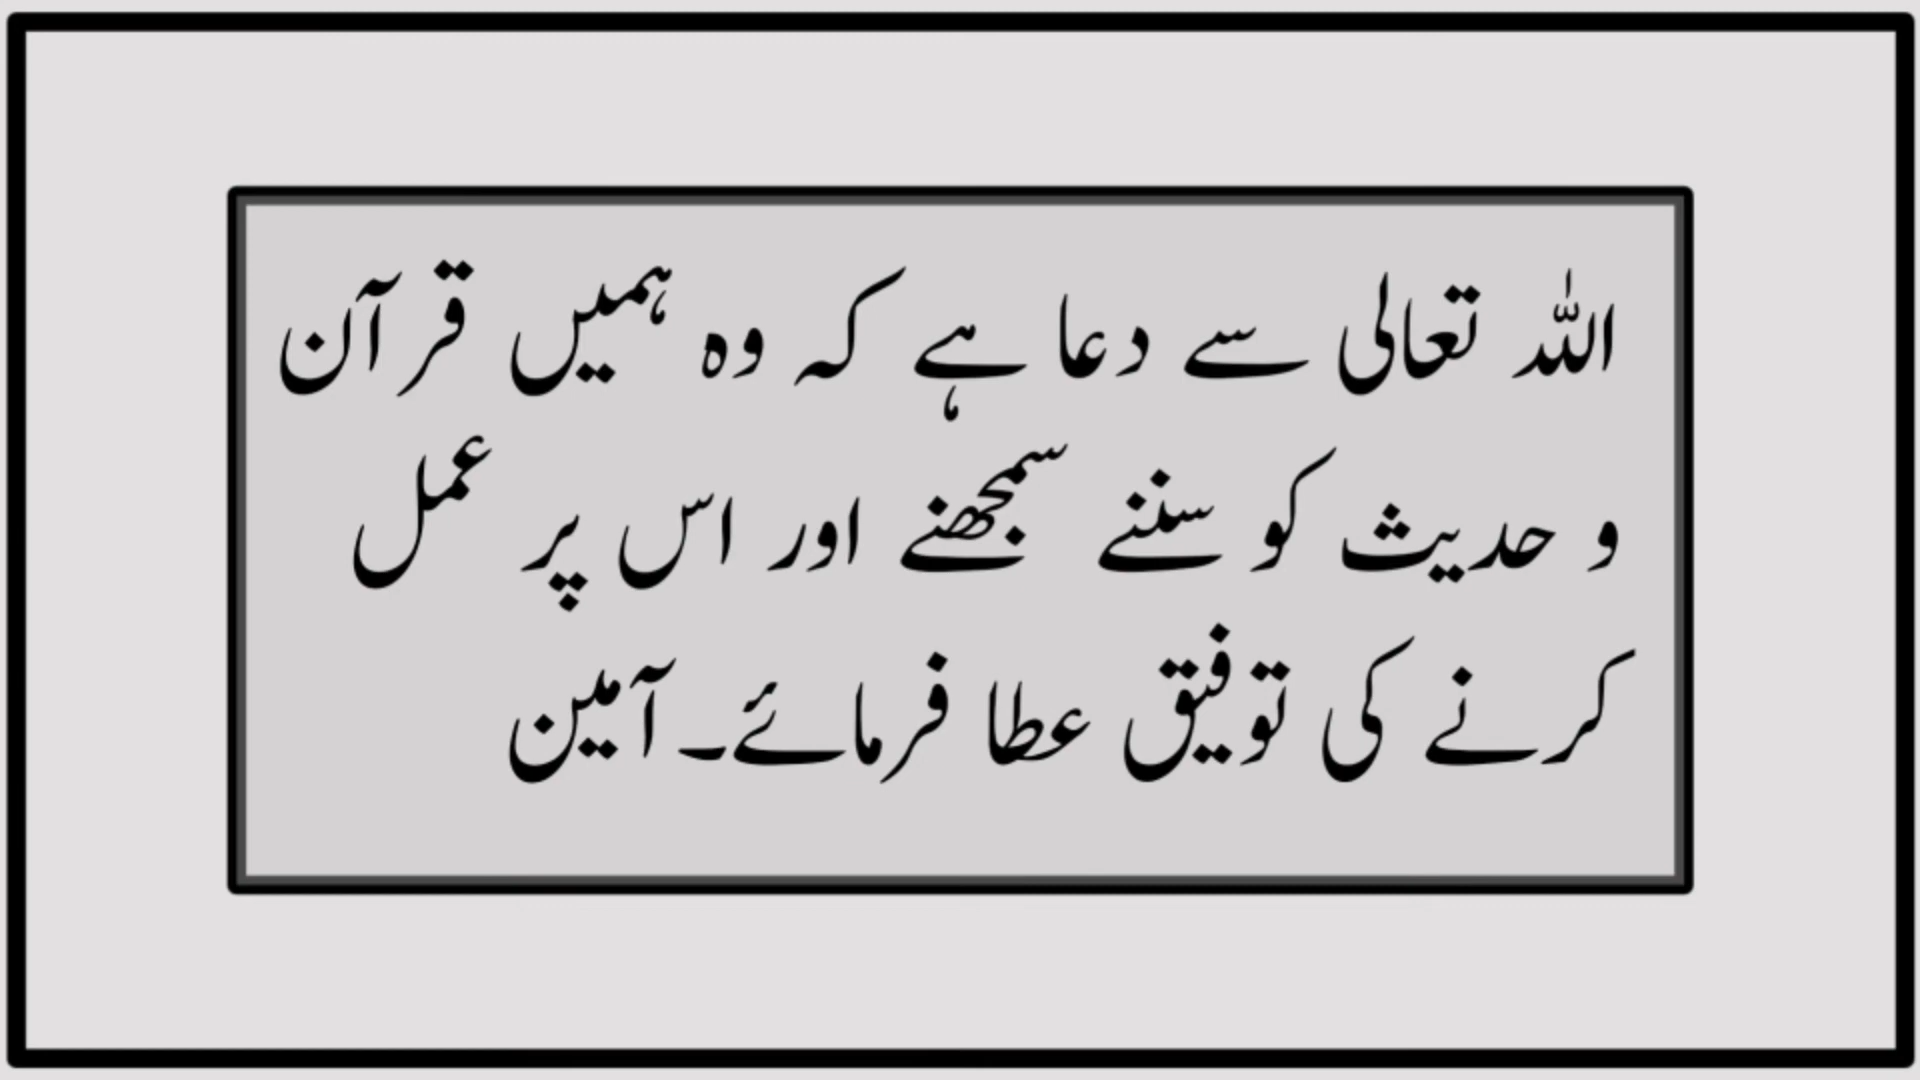 اللہ تعالی سے دعا ہے کہ وہ ہمیں قرآن
و حدیث کو سننے سمجھنے اور اس پر عمل
کرنے کی توفیق عطا فرمائے۔ آمین